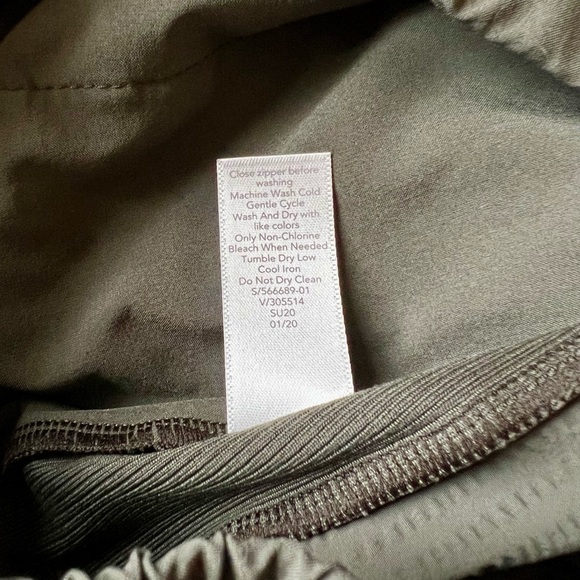 Close zipper before
washing
Machine Wash Cold
Gentle Cycle
Wash And Dry with
like colors
Only Non-Chlorine
Bleach When Needed
Tumble Dry Low
Cool Iron
Do Not Dry Clean
S/566689-01
V/305514
SU20
01/20